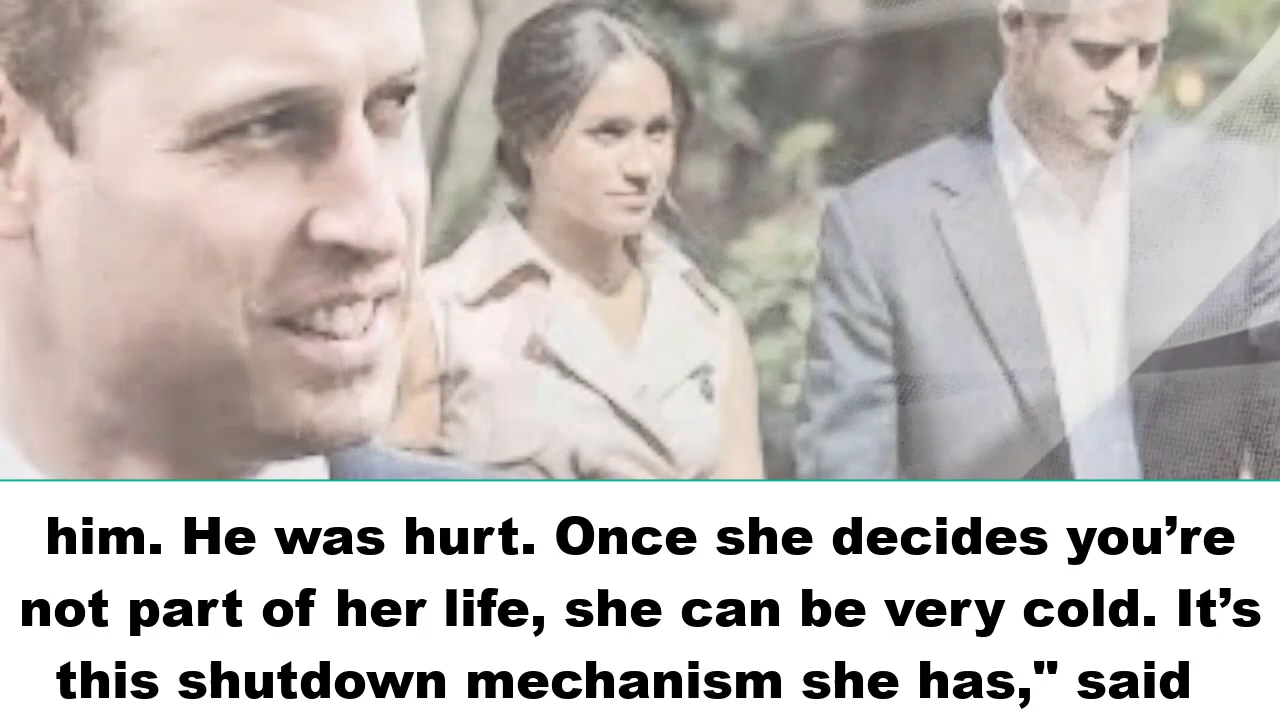 him. He was hurt. Once she decides you’re
not part of her life, she can be very cold. It’s
this shutdown mechanism she has," said